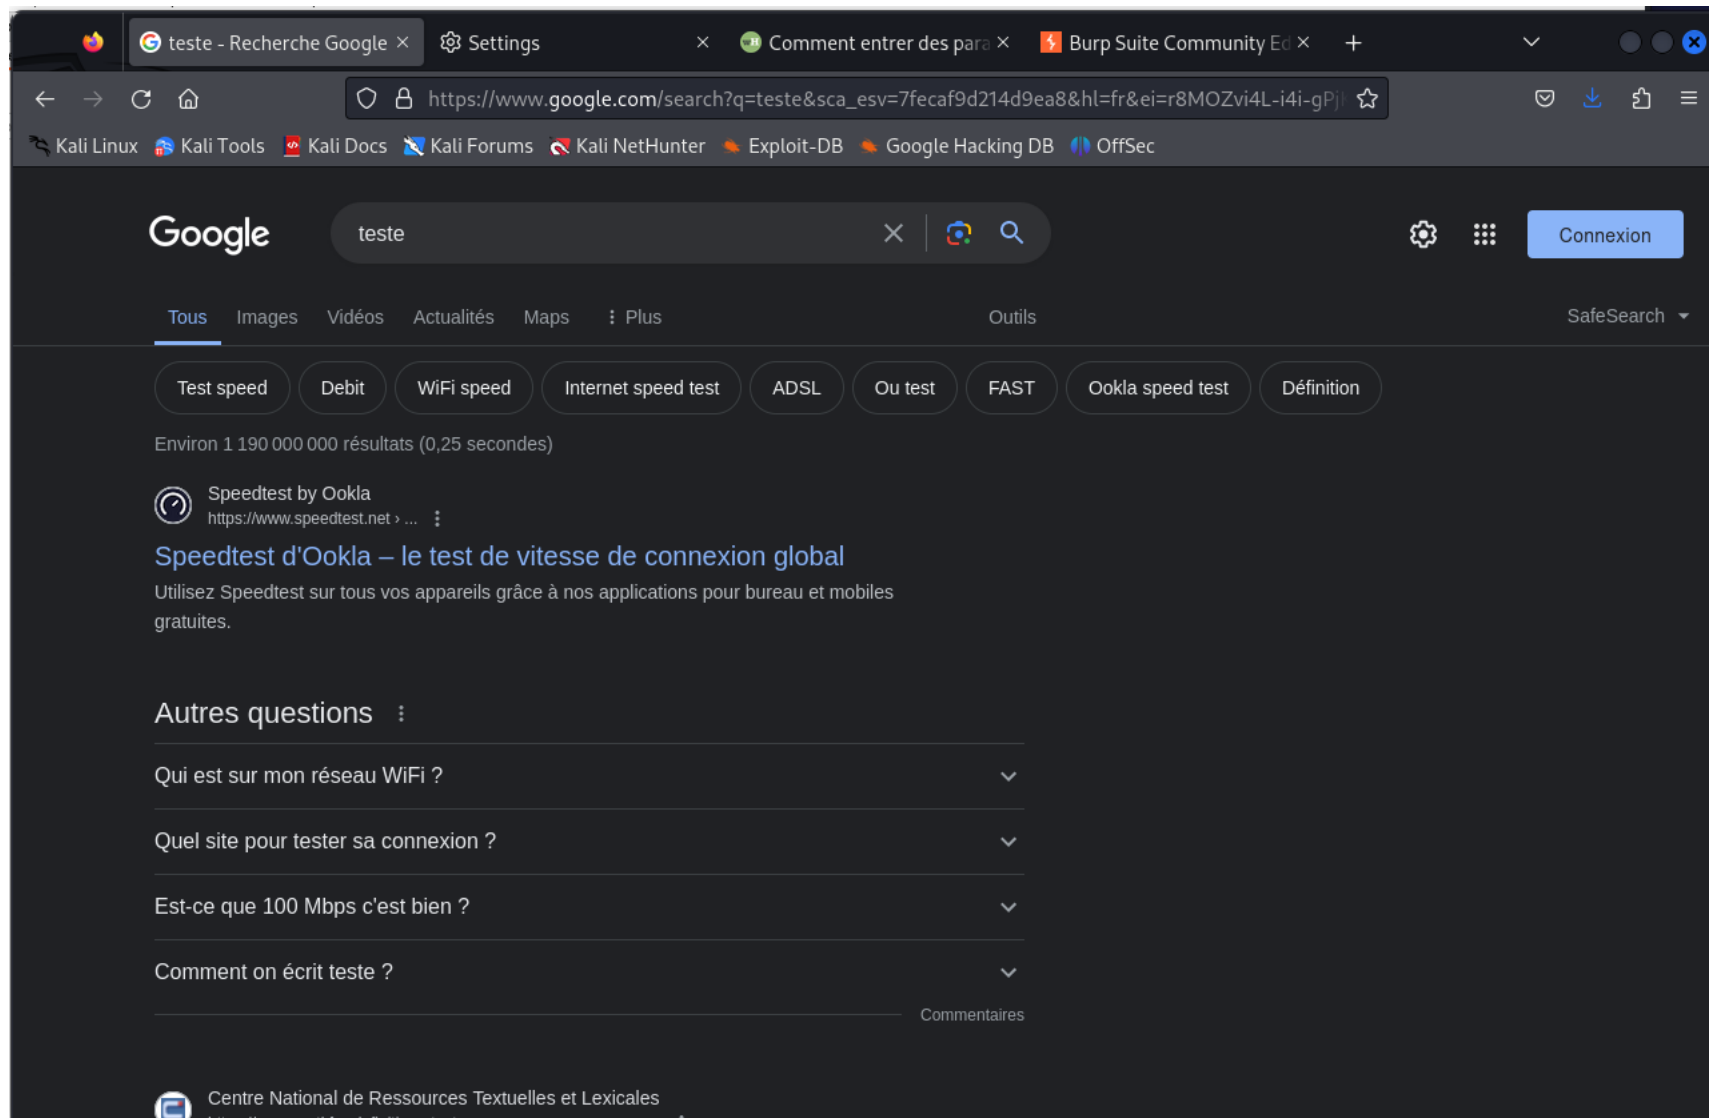 teste - Recherche Google
Settings
Comment entrer des para
Burp Suite Community Ed
https://www.google.com/search?q=teste&sca_esv=7fecaf9d214d9ea8&hl=fr&ei=r8MOZvi4L-i4i-gPj
Kali Linux Kali Tools Kali Docs Kali Forums Kali NetHunter Exploit-DB Google Hacking DB OffSec
Google teste Connexion
Tous Images Vidéos Actualités Maps Plus Outils SafeSearch
Test speed Debit WiFi speed Internet speed test ADSL Ou test FAST Ookla speed test Définition
Environ 1 190 000 000 résultats (0,25 secondes)
Speedtest by Ookla
https://www.speedtest.net › ...
Speedtest d'Ookla – le test de vitesse de connexion global
Utilisez Speedtest sur tous vos appareils grâce à nos applications pour bureau et mobiles
gratuites.
Autres questions
Qui est sur mon réseau WiFi ?
Quel site pour tester sa connexion ?
Est-ce que 100 Mbps c'est bien ?
Comment on écrit teste ?
Commentaires
Centre National de Ressources Textuelles et Lexicales